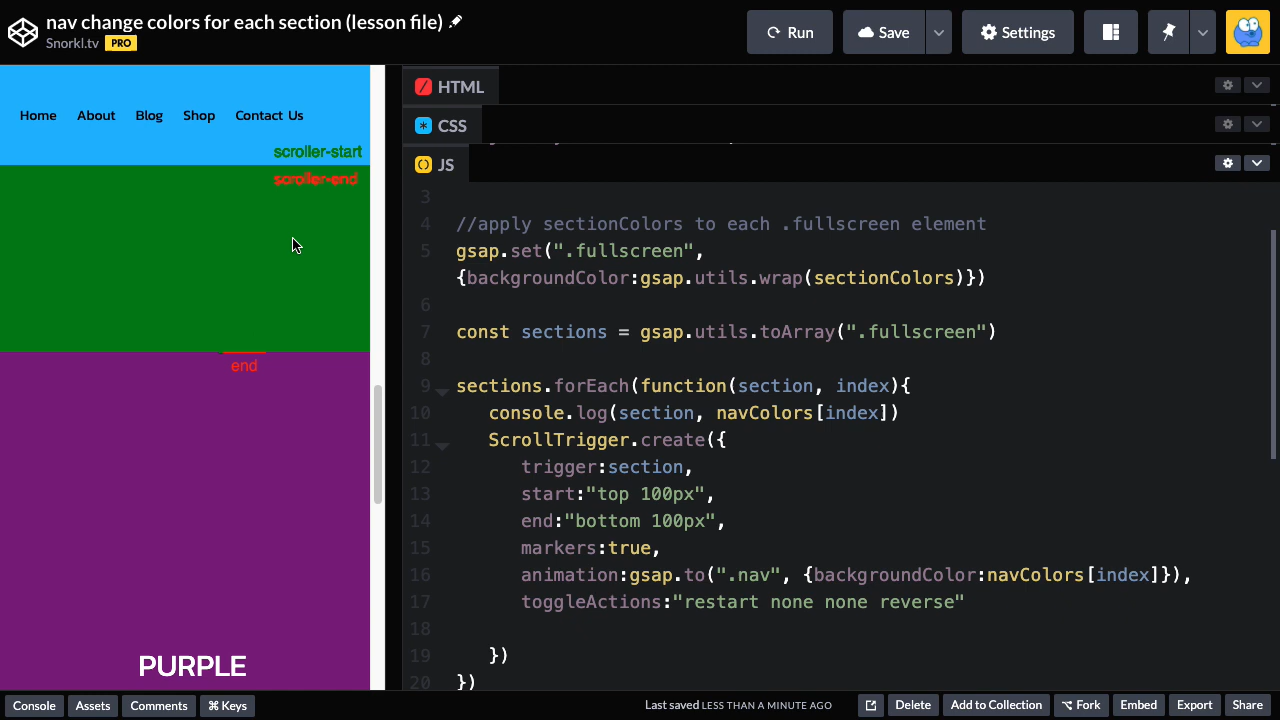 nav change colors for each section (lesson file)
Snorkl.tv PRO
Run
Save
Settings
Home About Blog Shop Contact Us
scroller-start
scroller-end
end
PURPLE
HTML
CSS
JS
3
4 //apply sectionColors to each .fullscreen element
5 gsap.set(".fullscreen",
{backgroundColor:gsap.utils.wrap(sectionColors)})
6
7 const sections = gsap.utils.toArray(".fullscreen")
8
9 sections.forEach(function(section, index){
10 console.log(section, navColors[index])
11 ScrollTrigger.create({
12 trigger:section,
13 start:"top 100px",
14 end:"bottom 100px",
15 markers:true,
16 animation:gsap.to(".nav", {backgroundColor:navColors[index]}),
17 toggleActions:"restart none none reverse"
18
19 })
20 })
Console Assets Comments ⌘ Keys
Last saved LESS THAN A MINUTE AGO
Delete Add to Collection ⌥ Fork Embed Export Share